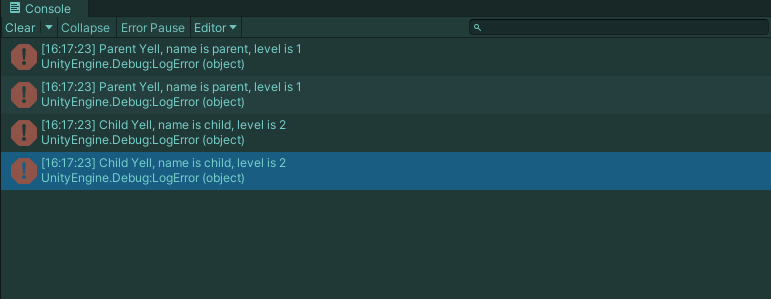 Console
Clear Collapse Error Pause Editor
[16:17:23] Parent Yell, name is parent, level is 1
UnityEngine.Debug:LogError (object)
[16:17:23] Parent Yell, name is parent, level is 1
UnityEngine.Debug:LogError (object)
[16:17:23] Child Yell, name is child, level is 2
UnityEngine.Debug:LogError (object)
[16:17:23] Child Yell, name is child, level is 2
UnityEngine.Debug:LogError (object)